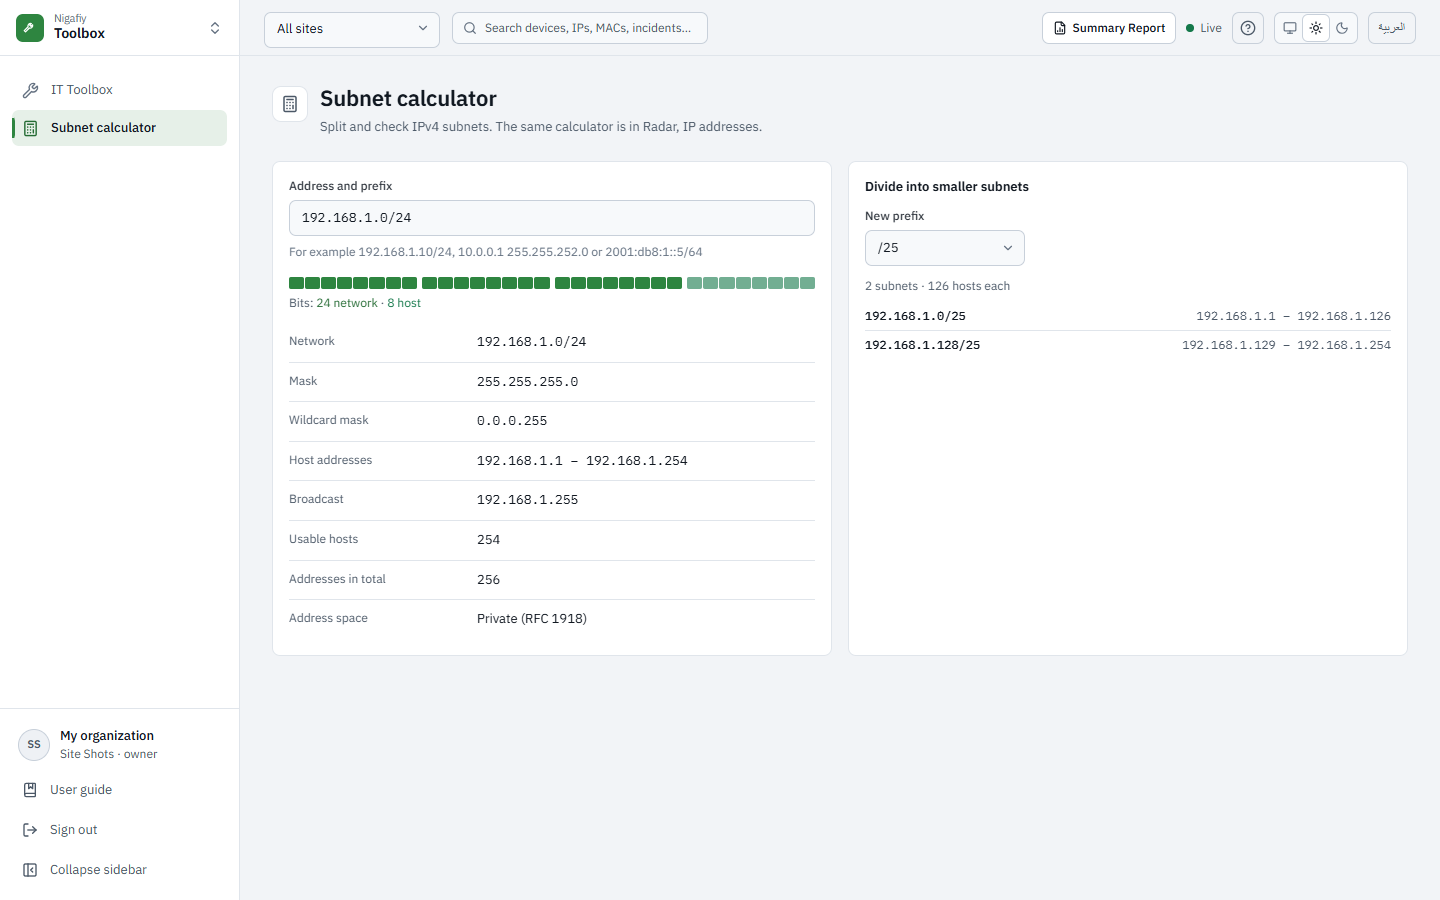 Nigafiy
Toolbox
All sites
Search devices, IPs, MACs, incidents...
Summary Report
Live
العربية
IT Toolbox
Subnet calculator
Subnet calculator
Split and check IPv4 subnets. The same calculator is in Radar, IP addresses.
Address and prefix
192.168.1.0/24
For example 192.168.1.10/24, 10.0.0.1 255.255.252.0 or 2001:db8:1::5/64
Bits: 24 network · 8 host
Network 192.168.1.0/24
Mask 255.255.255.0
Wildcard mask 0.0.0.255
Host addresses 192.168.1.1 – 192.168.1.254
Broadcast 192.168.1.255
Usable hosts 254
Addresses in total 256
Address space Private (RFC 1918)
Divide into smaller subnets
New prefix
/25
2 subnets · 126 hosts each
192.168.1.0/25 192.168.1.1 – 192.168.1.126
192.168.1.128/25 192.168.1.129 – 192.168.1.254
SS
My organization
Site Shots · owner
User guide
Sign out
Collapse sidebar